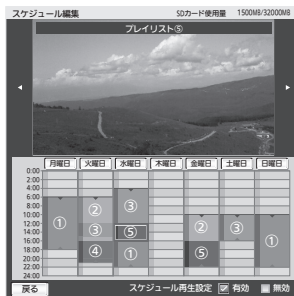 スケジュール編集 SDカード使用量 1500MB/32000MB
プレイリスト⑤
月曜日 火曜日 水曜日 木曜日 金曜日 土曜日 日曜日
0:00
2:00
4:00
6:00
8:00
10:00
12:00
14:00
16:00
18:00
20:00
22:00
24:00
① ② ③ ④ ③ ⑤ ① ② ⑤ ③ ①
戻る スケジュール再生設定 有効 無効